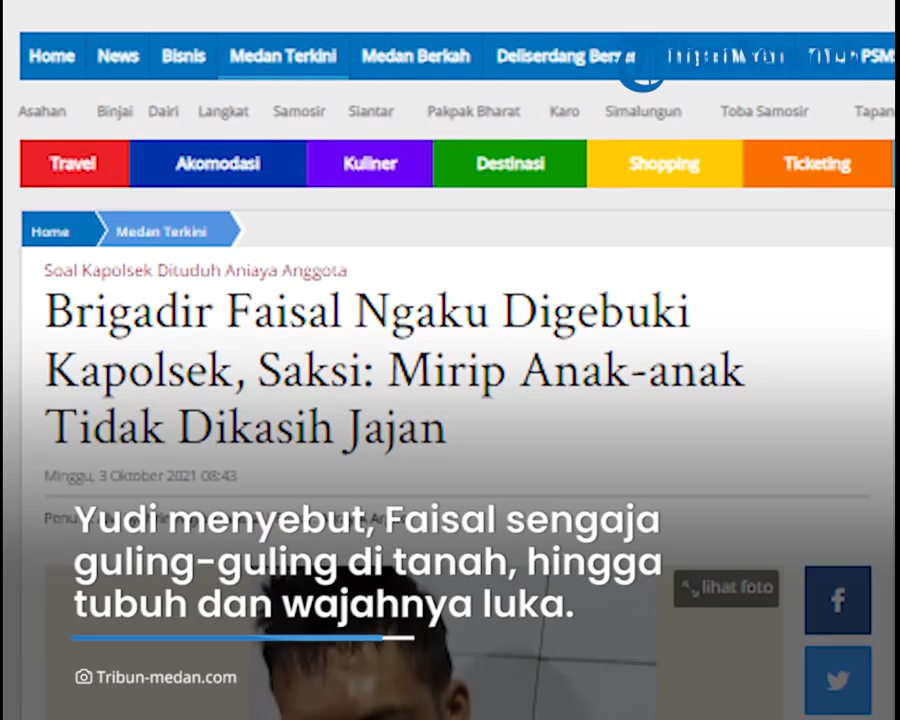 Home News Bisnis Medan Terkini Medan Berkah Deliserdang
Asahan Binjai Dairi Langkat Samosir Siantar Pakpak Bharat Karo Simalungun Toba Samosir Tapan
Travel Akomodasi Kuliner Destinasi Shopping Ticketing
Home Medan Terkini
Soal Kapolsek Dituduh Aniaya Anggota
Brigadir Faisal Ngaku Digebuki
Kapolsek, Saksi: Mirip Anak-anak
Tidak Dikasih Jajan
Minggu, 3 Oktober 2021 08:43
Yudi menyebut, Faisal sengaja
guling-guling di tanah, hingga
tubuh dan wajahnya luka.
lihat foto
Tribun-medan.com